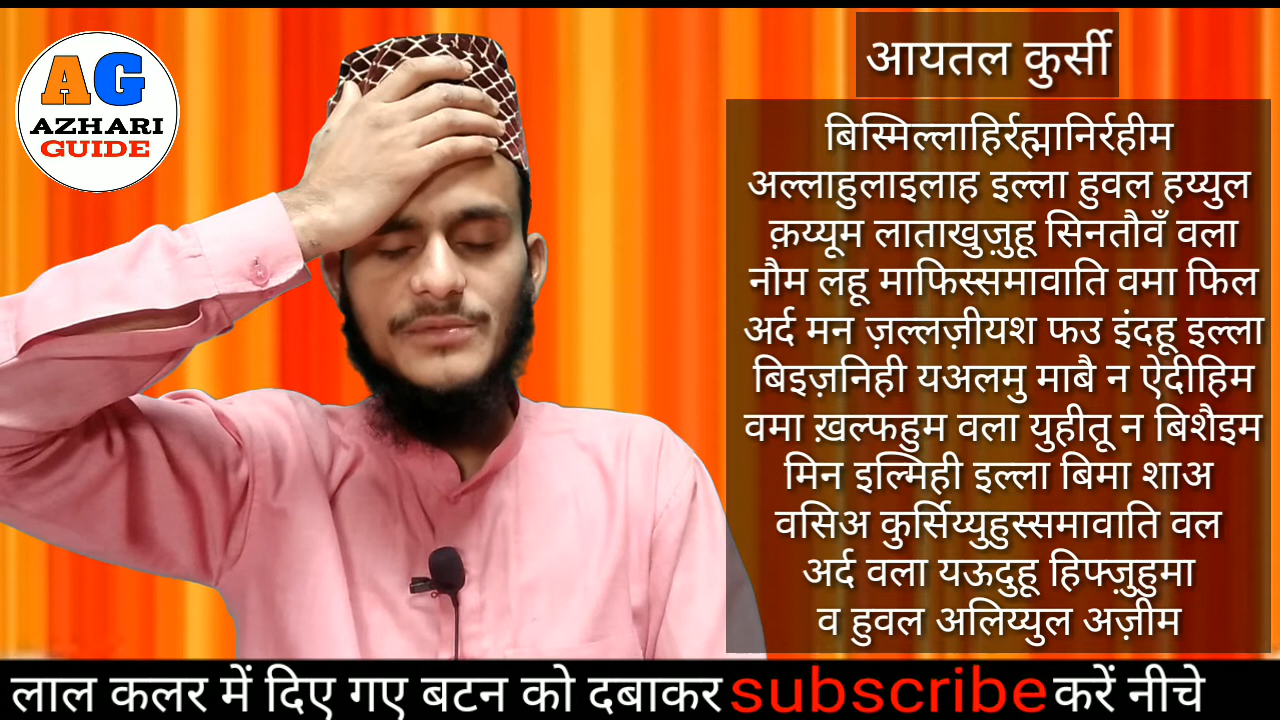 AG
AZHARI
GUIDE
आयतल कुर्सी
बिस्मिल्लाहिर्रह्मानिर्रहीम
अल्लाहुलाइलाह इल्ला हुवल हय्युल
क़य्यूम लाताखुज़ुहू सिनतौवँ वला
नौम लहू माफिस्समावाति वमा फिल
अर्द मन ज़ल्लज़ीयश फउ इंदहू इल्ला
बिइज़निही यअलमु माबै न ऐदीहिम
वमा ख़ल्फहुम वला युहीतू न बिशैइम
मिन इल्मिही इल्ला बिमा शाअ
वसिअ कुर्सिय्युहुस्समावाति वल
अर्द वला यऊदुहू हिफ्ज़ुहुमा
व हुवल अलिय्युल अज़ीम
लाल कलर में दिए गए बटन को दबाकर subscribe करें नीचे